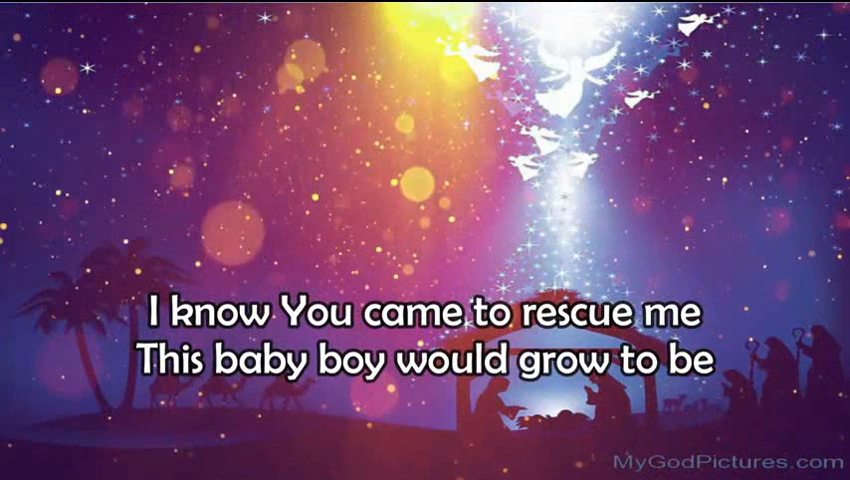 I know You came to rescue me
This baby boy would grow to be
MyGodPictures.com